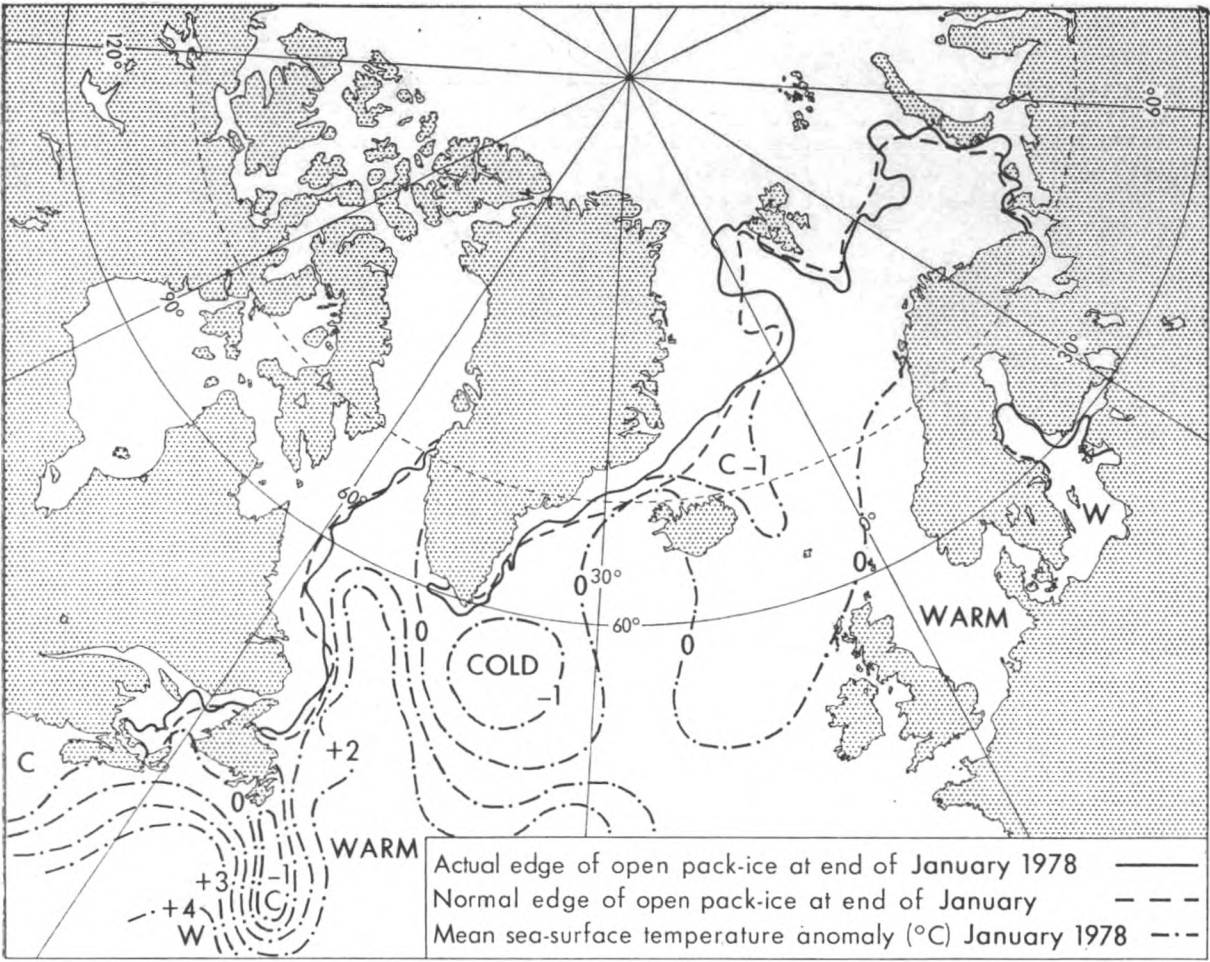 120°
60°
90°
30°
C –1
60°
W
0°
0
0
30°
WARM
60°
0
0
COLD
–1
+2
C
0
WARM
+3
–1
C
+4
W
Actual edge of open pack-ice at end of January 1978
Normal edge of open pack-ice at end of January
Mean sea-surface temperature anomaly (°C) January 1978